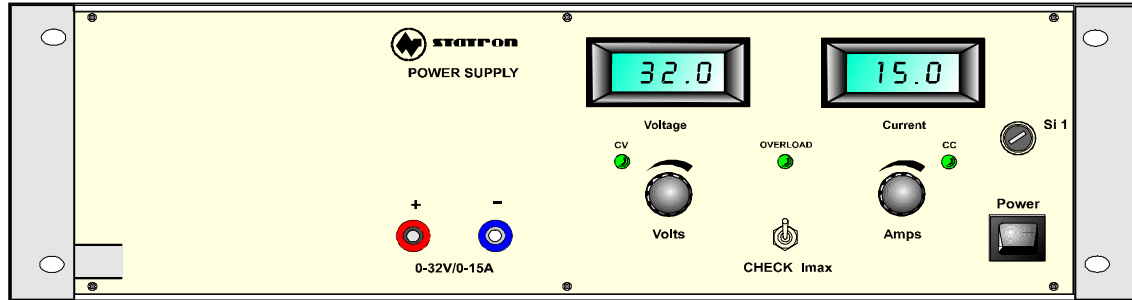 statron
POWER SUPPLY
32.0
15.0
Voltage
Current
Si 1
CV
OVERLOAD
CC
Power
+
-
Volts
Amps
0-32V/0-15A
CHECK Imax